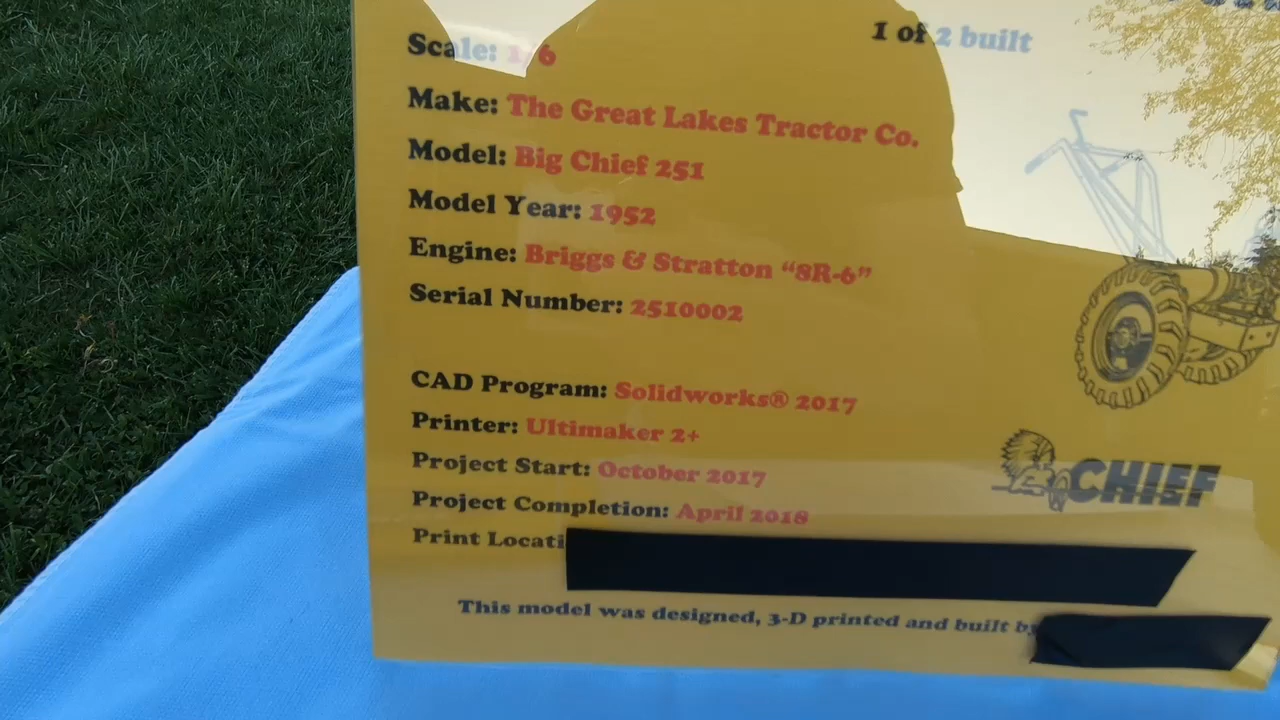 1 of 2 built
Scale: 1/6
Make: The Great Lakes Tractor Co.
Model: Big Chief 251
Model Year: 1952
Engine: Briggs & Stratton “8R-6”
Serial Number: 2510002
CAD Program: Solidworks® 2017
Printer: Ultimaker 2+
Project Start: October 2017
CHIEF
Project Completion: April 2018
Print Locati
This model was designed, 3-D printed and built by